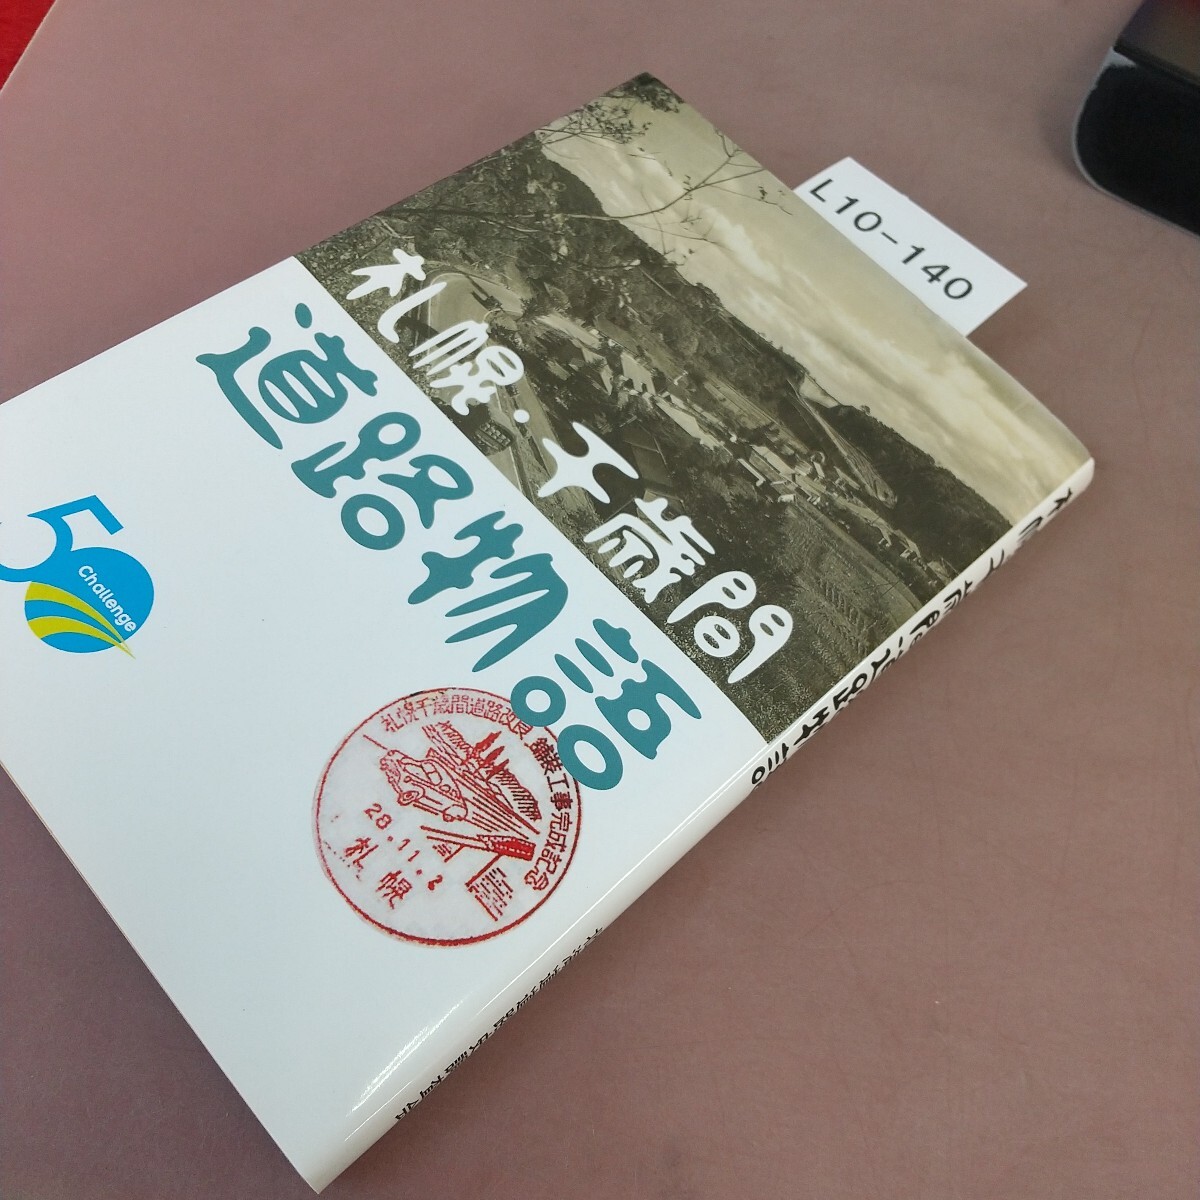 L10-140
札幌・千歳間
道路物語
50
Challenge
札幌千歳間道路改良 舗装工事完成記念
28.11.2
札幌